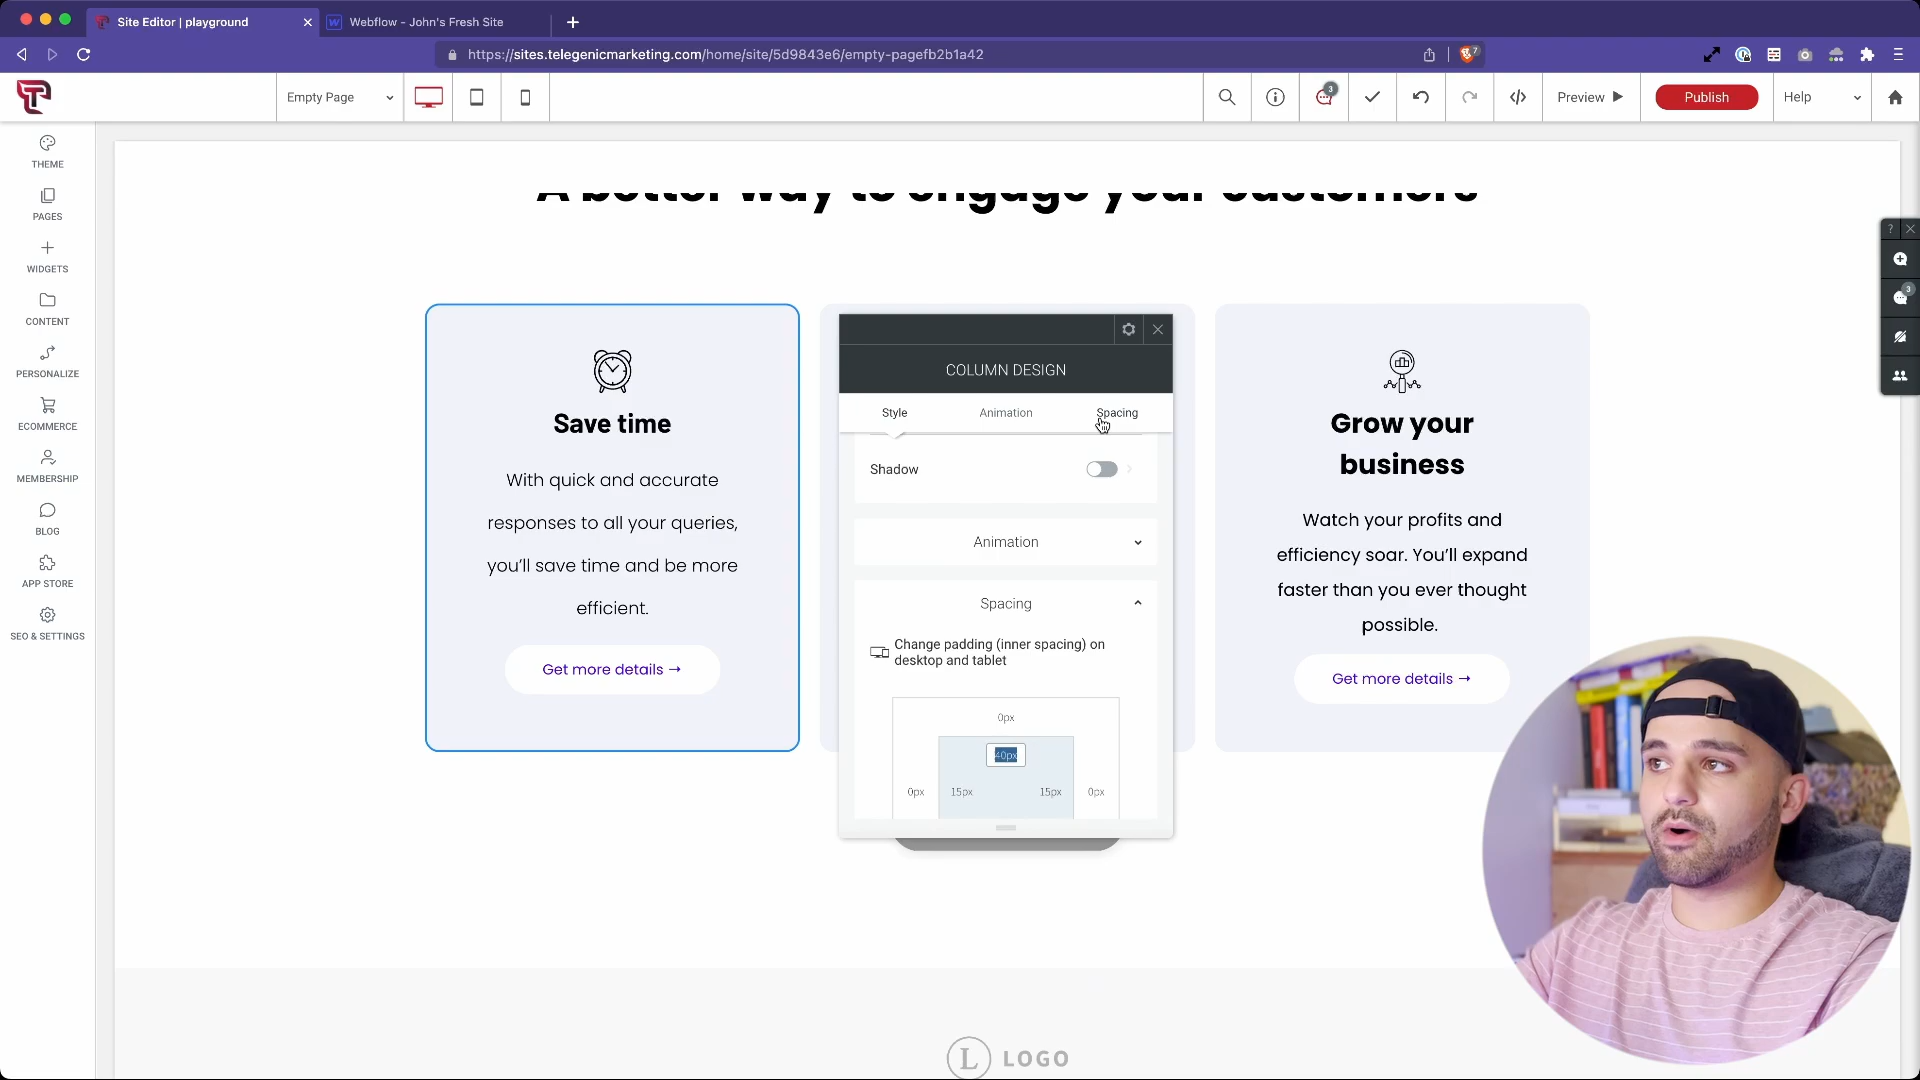 Site Editor | playground
Webflow - John's Fresh Site
https://sites.telegenicmarketing.com/home/site/5d9843e6/empty-pagefb2b1a42
7
Empty Page
3
Preview
Publish
Help
THEME
PAGES
WIDGETS
CONTENT
PERSONALIZE
ECOMMERCE
MEMBERSHIP
BLOG
APP STORE
SEO & SETTINGS
A better way to engage your customers
?
3
Save time
With quick and accurate
responses to all your queries,
you'll save time and be more
efficient.
Get more details →
COLUMN DESIGN
Style
Animation
Spacing
Shadow
Animation
Spacing
Change padding (inner spacing) on
desktop and tablet
0px
40px
0px
15px
15px
0px
Grow your
business
Watch your profits and
efficiency soar. You'll expand
faster than you ever thought
possible.
Get more details →
L LOGO